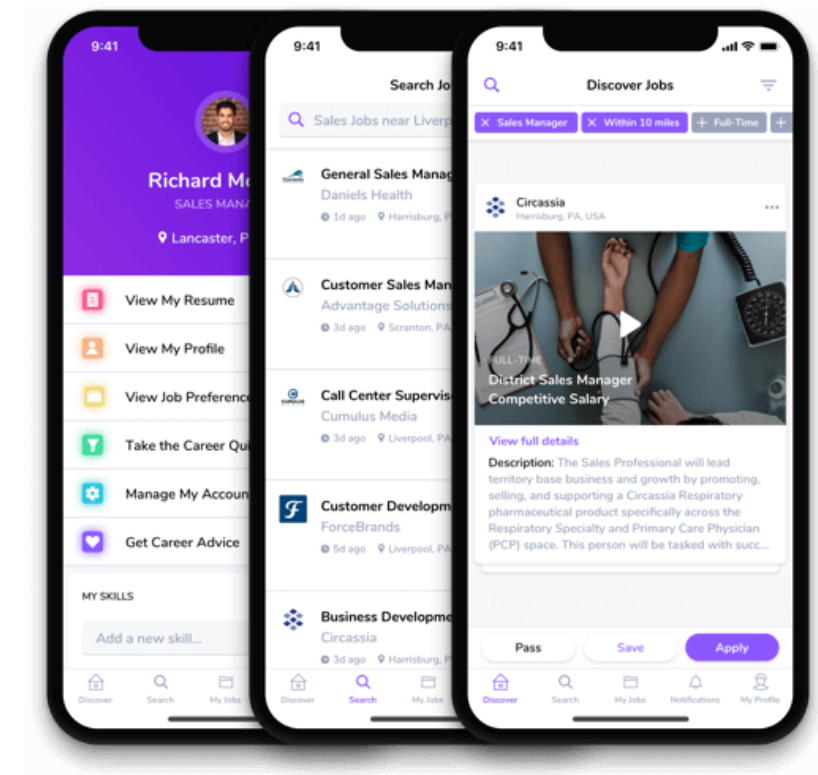 9:41
Richard M
SALES MANA
Lancaster, P
View My Resume
View My Profile
View Job Preference
Take the Career Qui
Manage My Accoun
Get Career Advice
MY SKILLS
Add a new skill...
Discover
Search
My Jobs
9:41
Search Jo
Sales Jobs near Liverp
General Sales Manag
Daniels Health
1d ago
Harrisburg, P
Customer Sales Man
Advantage Solutions
3d ago
Scranton, PA
CUMULUS
Call Center Supervis
Cumulus Media
3d ago
Liverpool, PA
F
Customer Developm
ForceBrands
5d ago
Liverpool, PA
Business Developme
Circassia
3d ago
Harrisburg, P
Discover
Search
My Jobs
9:41
Discover Jobs
Sales Manager
Within 10 miles
Full-Time
Circassia
Harrisburg, PA, USA
FULL-TIME
District Sales Manager
Competitive Salary
View full details
Description: The Sales Professional will lead
territory base business and growth by promoting,
selling, and supporting a Circassia Respiratory
pharmaceutical product specifically across the
Respiratory Specialty and Primary Care Physician
(PCP) space. This person will be tasked with succ...
Pass
Save
Apply
Discover
Search
My Jobs
Notifications
My Profile